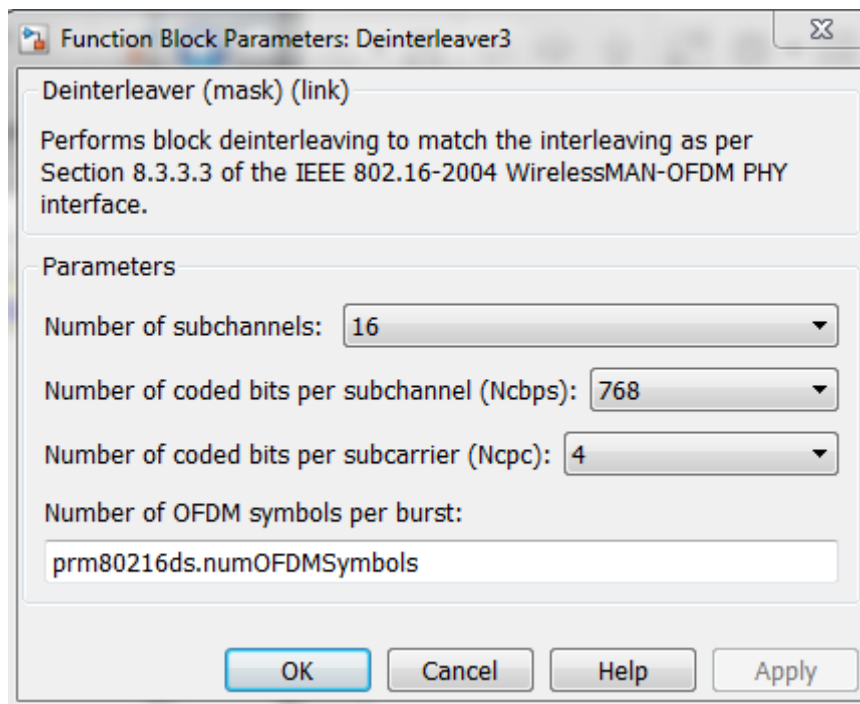 Function Block Parameters: Deinterleaver3
Deinterleaver (mask) (link)
Performs block deinterleaving to match the interleaving as per
Section 8.3.3.3 of the IEEE 802.16-2004 WirelessMAN-OFDM PHY
interface.
Parameters
Number of subchannels: 16
Number of coded bits per subchannel (Ncbps): 768
Number of coded bits per subcarrier (Ncpc): 4
Number of OFDM symbols per burst:
prm80216ds.numOFDMSymbols
OK Cancel Help Apply